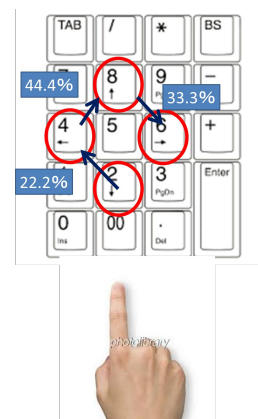 TAB / * BS
8 9 −
↑
44.4% 33.3%
4 5 6 +
← →
22.2%
2 3 Enter
↓ PgDn
0 00 .
Ins Del
photolibrary